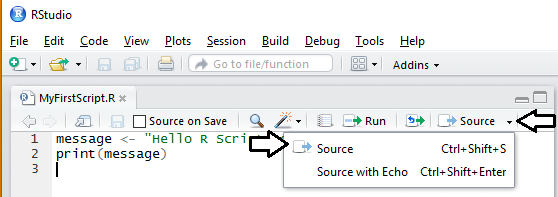 RStudio
File Edit Code View Plots Session Build Debug Tools Help
Go to file/function Addins
MyFirstScript.R
Source on Save Run Source
1 message <- "Hello R Scri
2 print(message)
3
Source Ctrl+Shift+S
Source with Echo Ctrl+Shift+Enter